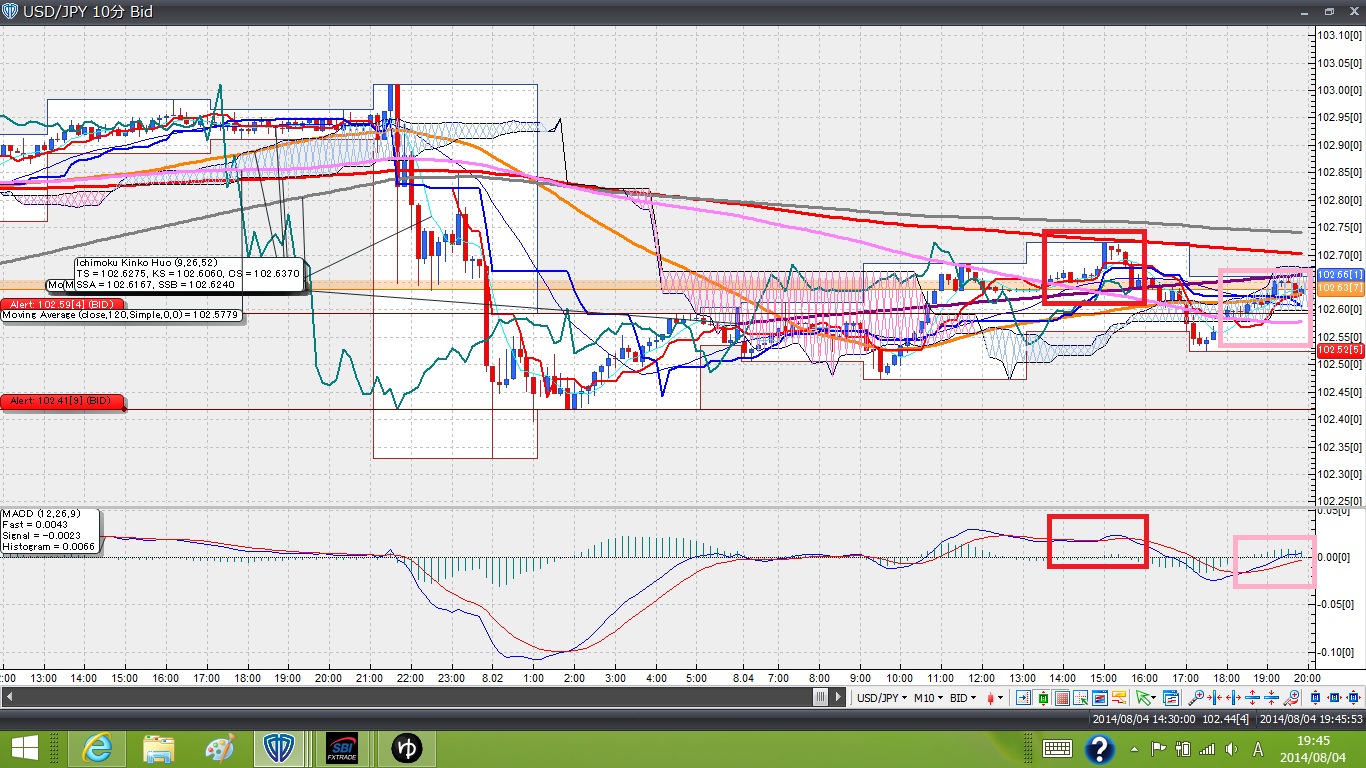 USD/JPY 10分 Bid
103.10[0]
103.05[0]
103.00[0]
102.95[0]
102.90[0]
102.85[0]
102.80[0]
102.75[0]
102.70[0]
102.66[1]
102.63[7]
102.60[0]
102.55[0]
102.52[5]
102.50[0]
102.45[0]
102.40[0]
102.35[0]
102.30[0]
102.25[0]
Ichimoku Kinko Huo (9,26,52)
TS = 102.6275, KS = 102.6060, CS = 102.6370
SSA = 102.6167, SSB = 102.6240
Alert: 102.59[4] (BID)
Moving Average (close,120,Simple,0,0) = 102.5779
Alert: 102.41[9] (BID)
MACD (12,26,9)
Fast = 0.0043
Signal = -0.0023
Histogram = 0.0066
0.05[0]
0.00[0]
-0.05[0]
-0.10[0]
2:00 13:00 14:00 15:00 16:00 17:00 18:00 19:00 20:00 21:00 22:00 23:00 8.02 1:00 2:00 3:00 4:00 5:00 8.04 7:00 8:00 9:00 10:00 11:00 12:00 13:00 14:00 15:00 16:00 17:00 18:00 19:00 20:00
USD/JPY M10 BID
2014/08/04 14:30:00 102.44[4] 2014/08/04 19:45:53
SBI
FXTRADE
ゆ
A
19:45
2014/08/04